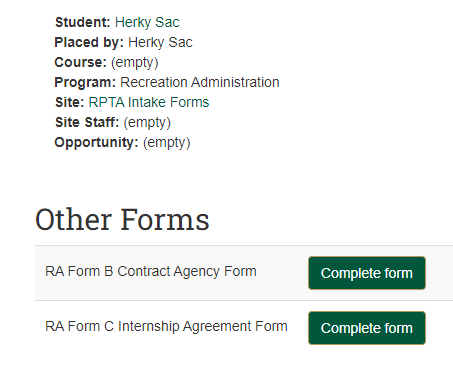 Student: Herky Sac
Placed by: Herky Sac
Course: (empty)
Program: Recreation Administration
Site: RPTA Intake Forms
Site Staff: (empty)
Opportunity: (empty)
Other Forms
RA Form B Contract Agency Form Complete form
RA Form C Internship Agreement Form Complete form